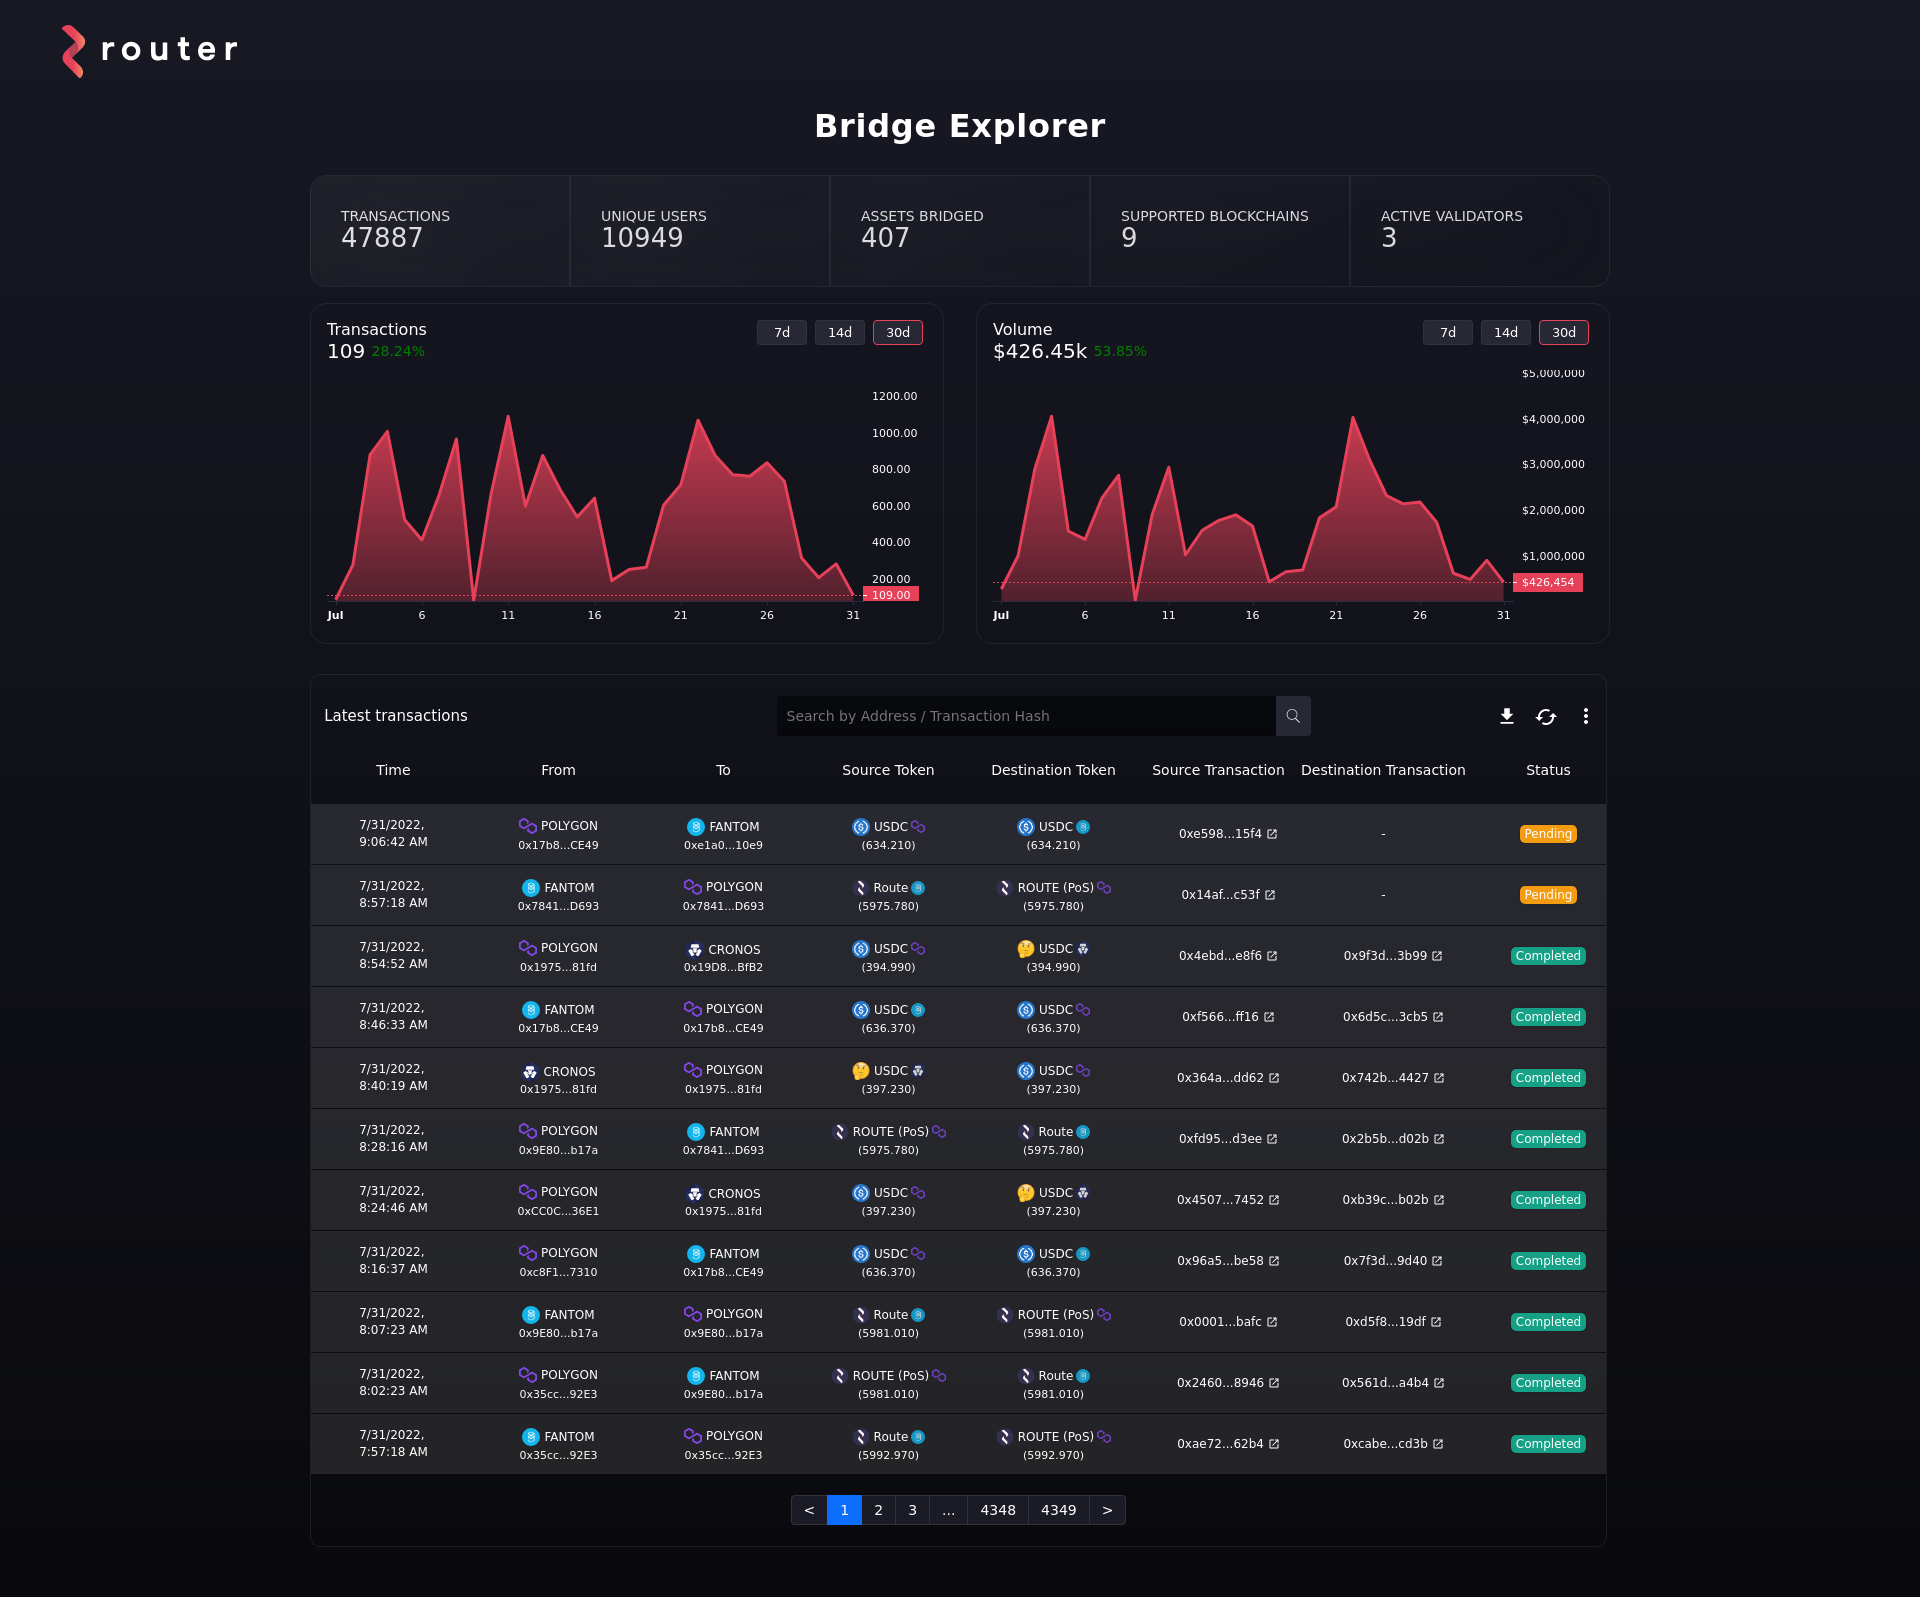 router
Bridge Explorer
TRANSACTIONS
47887
UNIQUE USERS
10949
ASSETS BRIDGED
407
SUPPORTED BLOCKCHAINS
9
ACTIVE VALIDATORS
3
Transactions
109 28.24%
7d 14d 30d
1200.00
1000.00
800.00
600.00
400.00
200.00
109.00
Jul 6 11 16 21 26 31
Volume
$426.45k 53.85%
7d 14d 30d
$5,000,000
$4,000,000
$3,000,000
$2,000,000
$1,000,000
$426,454
Jul 6 11 16 21 26 31
Latest transactions
Search by Address / Transaction Hash
Time From To Source Token Destination Token Source Transaction Destination Transaction Status
7/31/2022, POLYGON FANTOM USDC USDC
9:06:42 AM 0x17b8...CE49 0xe1a0...10e9 (634.210) (634.210) 0xe598...15f4 - Pending
7/31/2022, FANTOM POLYGON Route ROUTE (PoS)
8:57:18 AM 0x7841...D693 0x7841...D693 (5975.780) (5975.780) 0x14af...c53f - Pending
7/31/2022, POLYGON CRONOS USDC USDC
8:54:52 AM 0x1975...81fd 0x19D8...BfB2 (394.990) (394.990) 0x4ebd...e8f6 0x9f3d...3b99 Completed
7/31/2022, FANTOM POLYGON USDC USDC
8:46:33 AM 0x17b8...CE49 0x17b8...CE49 (636.370) (636.370) 0xf566...ff16 0x6d5c...3cb5 Completed
7/31/2022, CRONOS POLYGON USDC USDC
8:40:19 AM 0x1975...81fd 0x1975...81fd (397.230) (397.230) 0x364a...dd62 0x742b...4427 Completed
7/31/2022, POLYGON FANTOM ROUTE (PoS) Route
8:28:16 AM 0x9E80...b17a 0x7841...D693 (5975.780) (5975.780) 0xfd95...d3ee 0x2b5b...d02b Completed
7/31/2022, POLYGON CRONOS USDC USDC
8:24:46 AM 0xCC0C...36E1 0x1975...81fd (397.230) (397.230) 0x4507...7452 0xb39c...b02b Completed
7/31/2022, POLYGON FANTOM USDC USDC
8:16:37 AM 0xc8F1...7310 0x17b8...CE49 (636.370) (636.370) 0x96a5...be58 0x7f3d...9d40 Completed
7/31/2022, FANTOM POLYGON Route ROUTE (PoS)
8:07:23 AM 0x9E80...b17a 0x9E80...b17a (5981.010) (5981.010) 0x0001...bafc 0xd5f8...19df Completed
7/31/2022, POLYGON FANTOM ROUTE (PoS) Route
8:02:23 AM 0x35cc...92E3 0x9E80...b17a (5981.010) (5981.010) 0x2460...8946 0x561d...a4b4 Completed
7/31/2022, FANTOM POLYGON Route ROUTE (PoS)
7:57:18 AM 0x35cc...92E3 0x35cc...92E3 (5992.970) (5992.970) 0xae72...62b4 0xcabe...cd3b Completed
< 1 2 3 ... 4348 4349 >